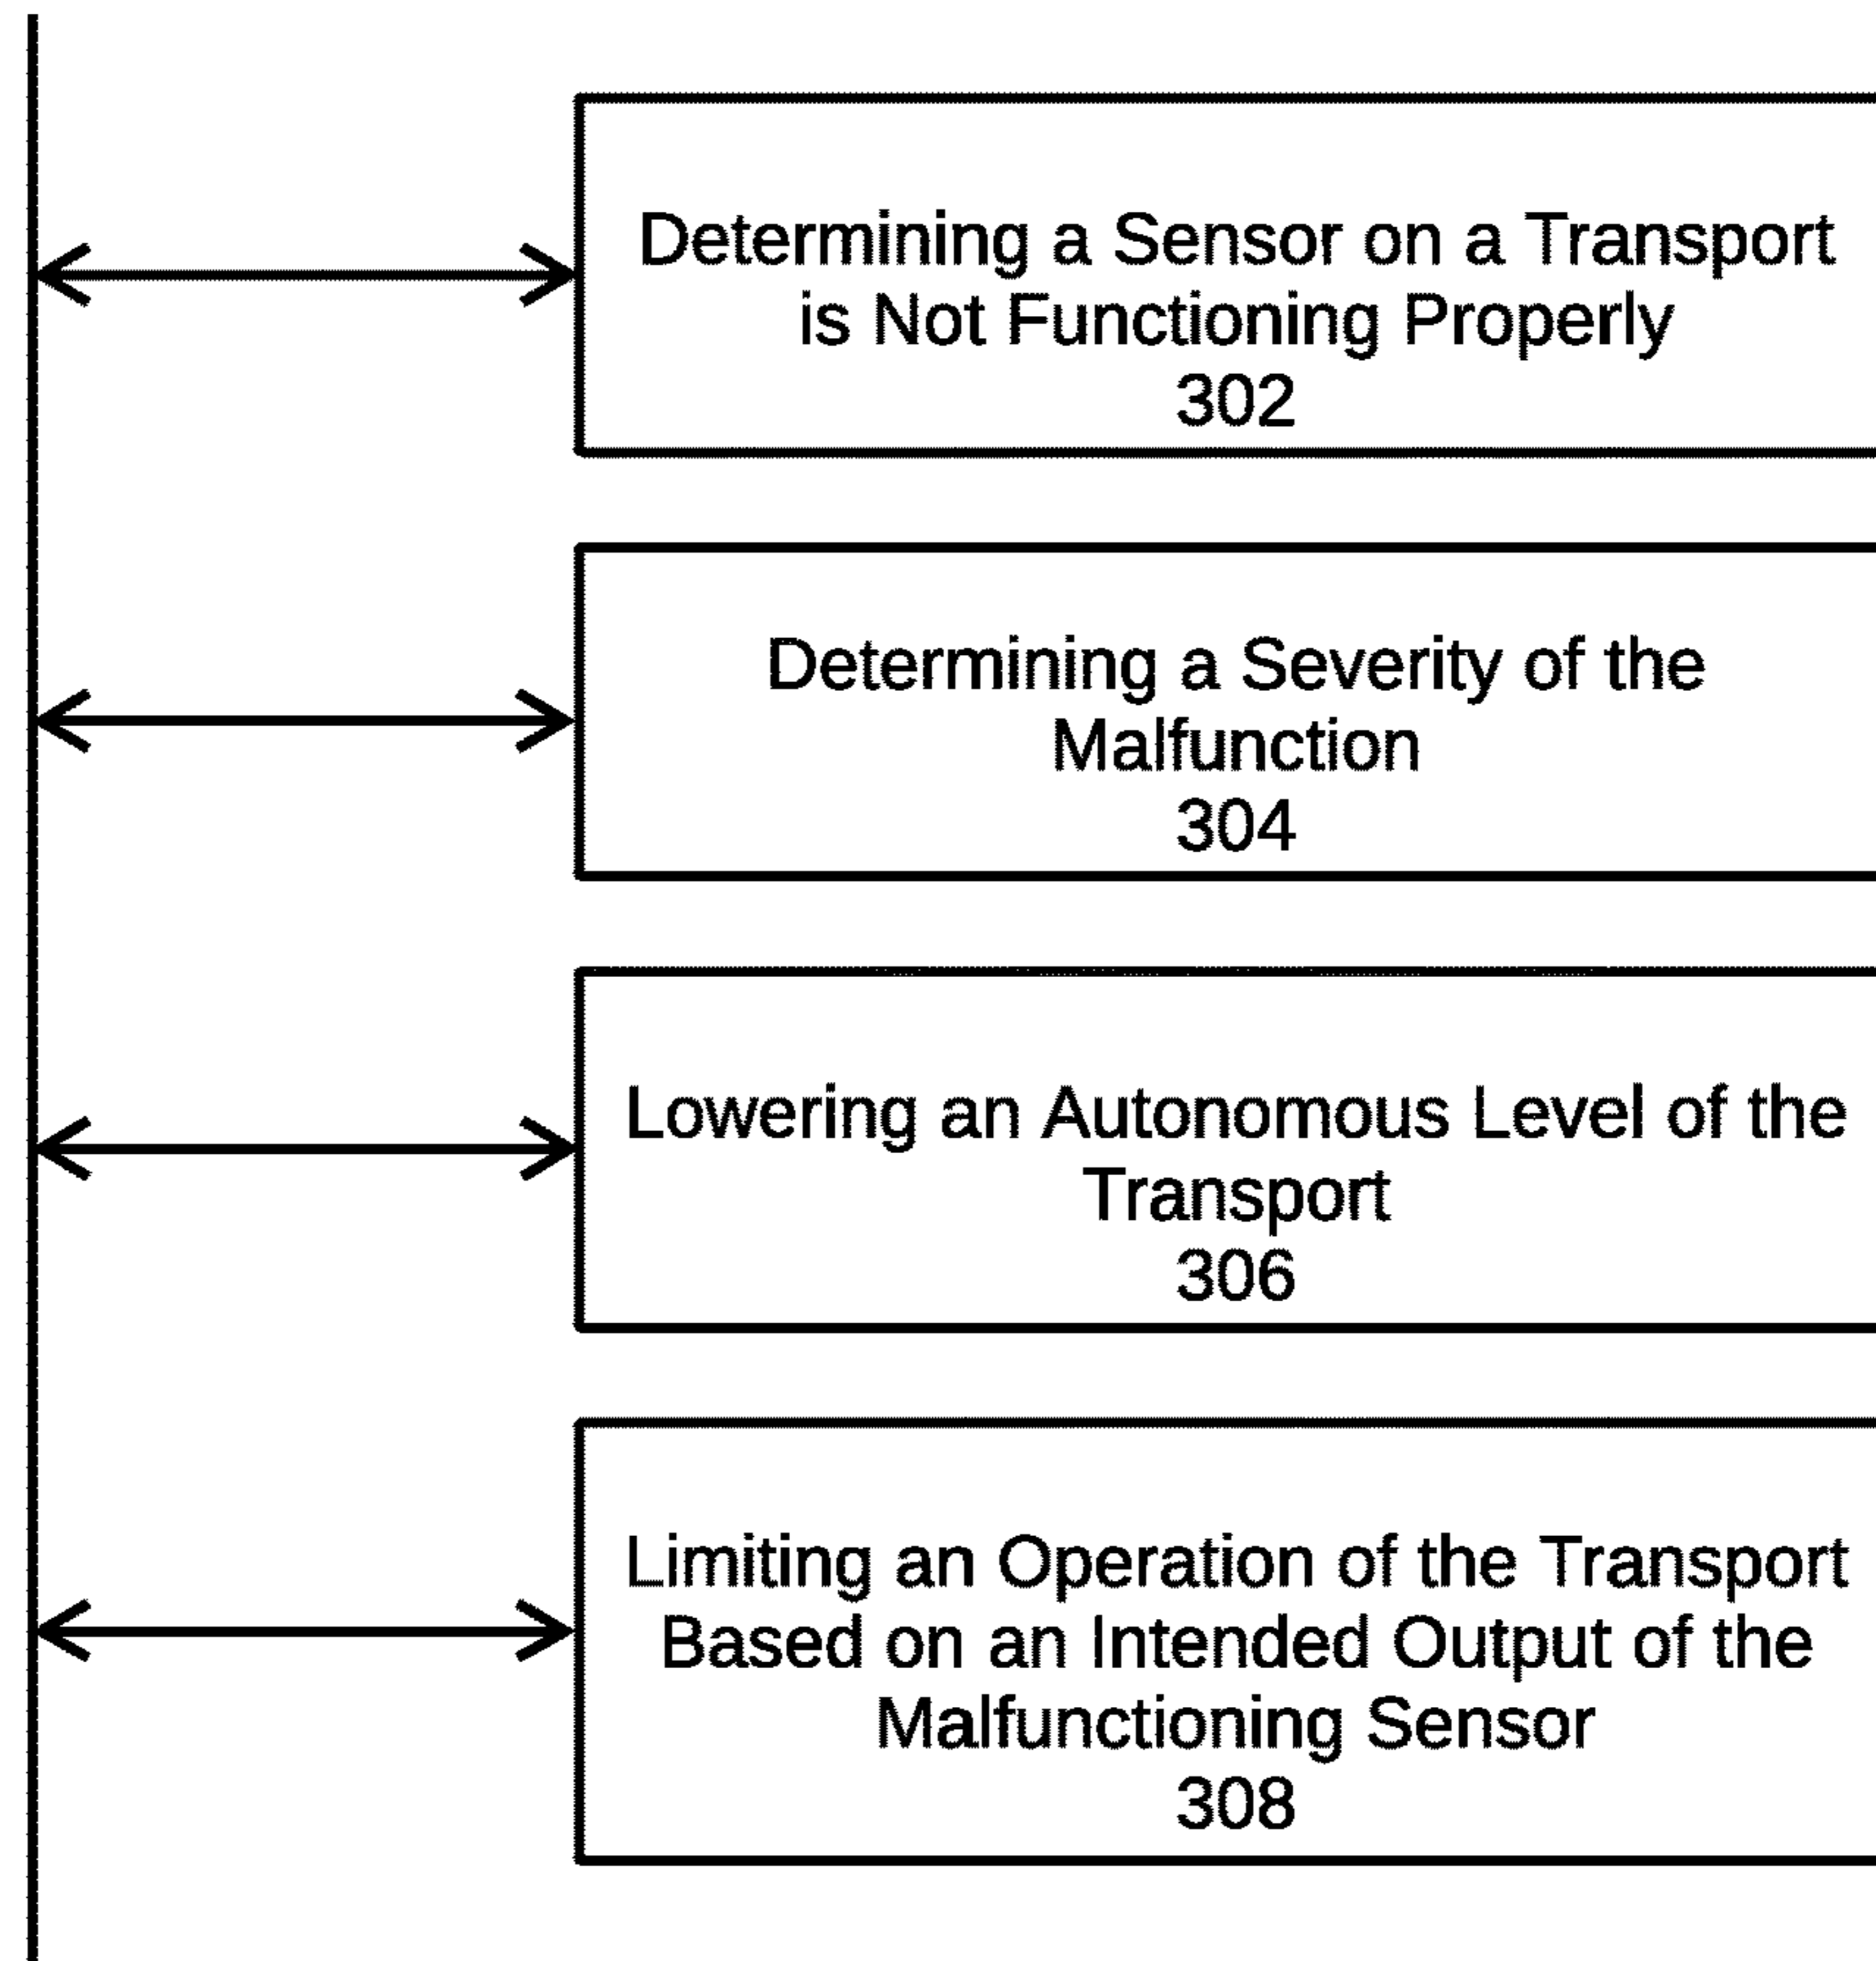 Determining a Sensor on a Transport
is Not Functioning Properly
302
Determining a Severity of the
Malfunction
304
Lowering an Autonomous Level of the
Transport
306
Limiting an Operation of the Transport
Based on an Intended Output of the
Malfunctioning Sensor
308